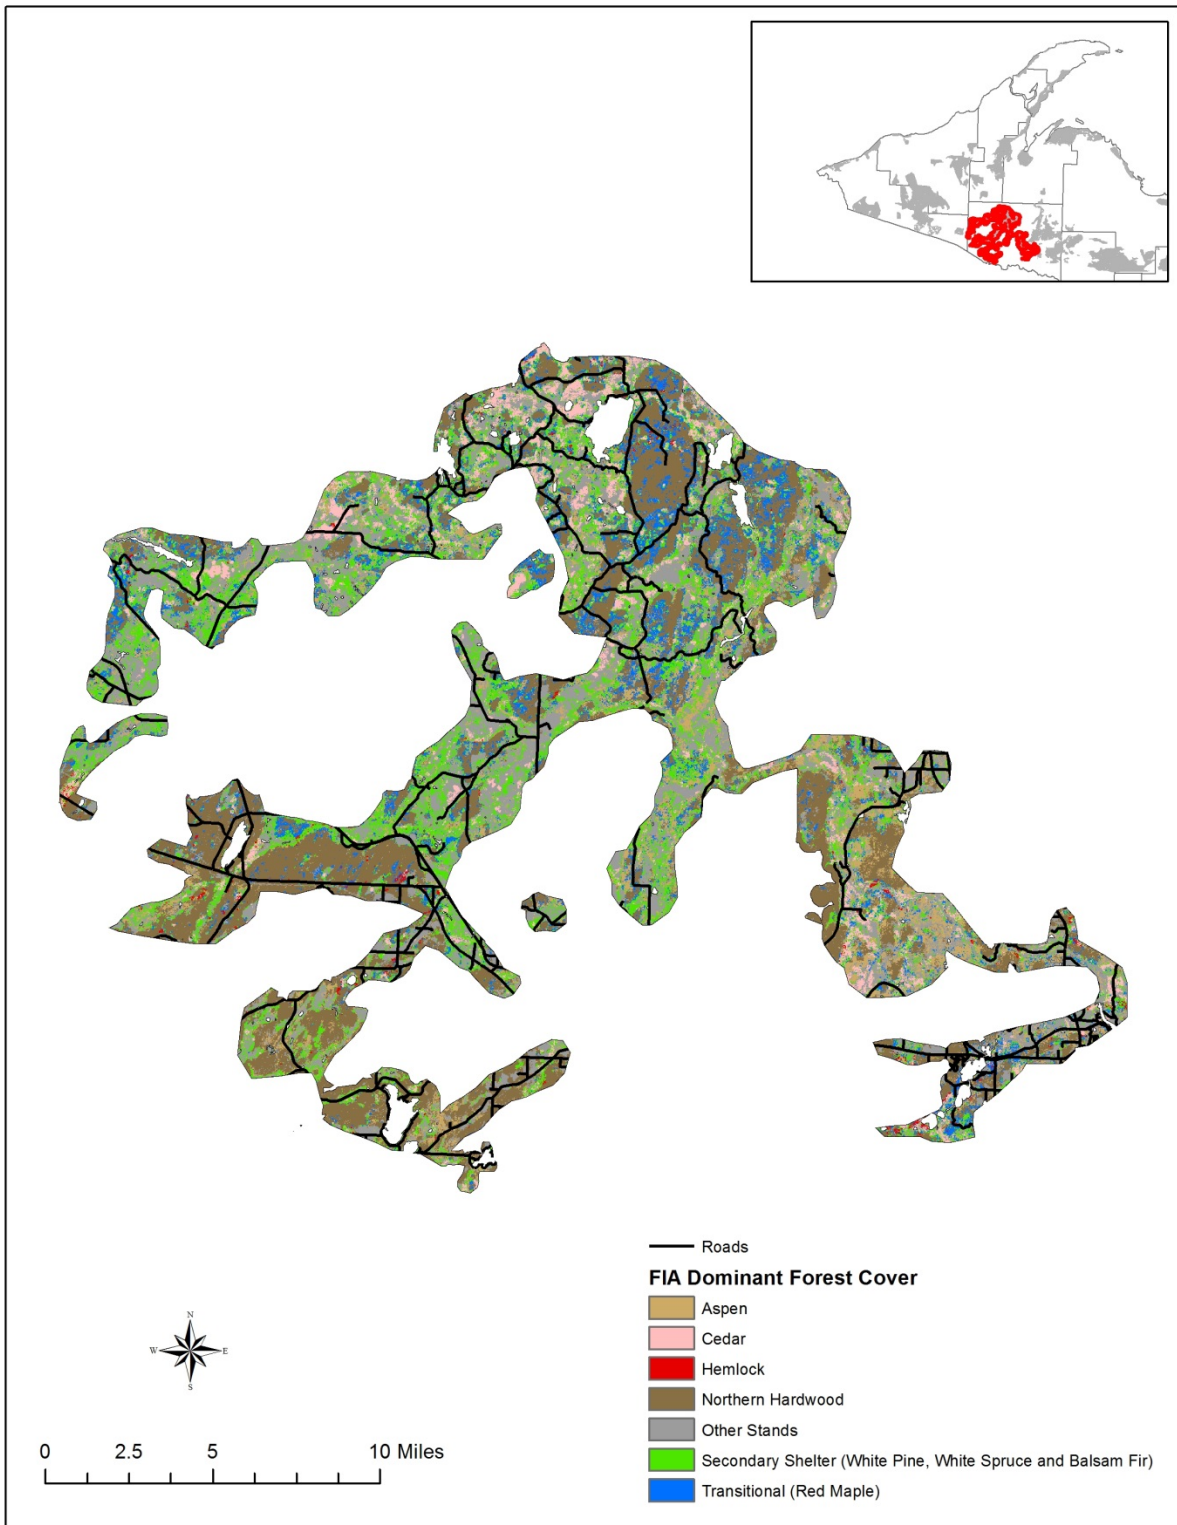 Roads
FIA Dominant Forest Cover
Aspen
Cedar
Hemlock
Northern Hardwood
Other Stands
Secondary Shelter (White Pine, White Spruce and Balsam Fir)
Transitional (Red Maple)
N
W E
S
0 2.5 5 10 Miles